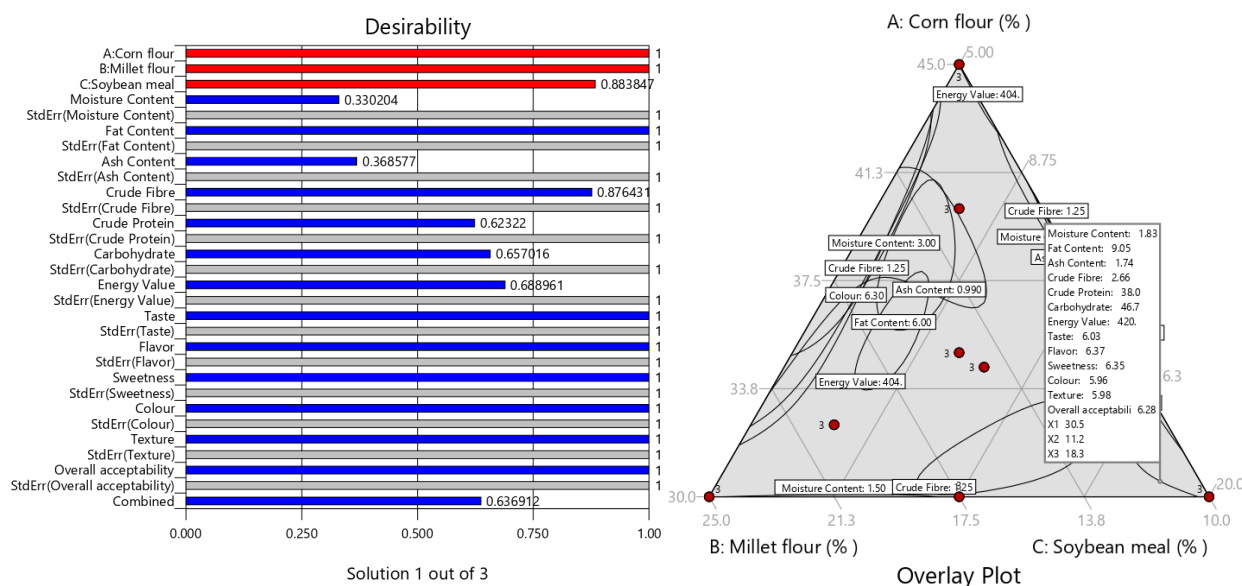 Desirability
A:Corn flour 1
B:Millet flour 1
C:Soybean meal 0.883847
Moisture Content 0.330204
StdErr(Moisture Content) 1
Fat Content 1
StdErr(Fat Content) 1
Ash Content 0.368577
StdErr(Ash Content) 1
Crude Fibre 0.876431
StdErr(Crude Fibre) 1
Crude Protein 0.62322
StdErr(Crude Protein) 1
Carbohydrate 0.657016
StdErr(Carbohydrate) 1
Energy Value 0.688961
StdErr(Energy Value) 1
Taste 1
StdErr(Taste) 1
Flavor 1
StdErr(Flavor) 1
Sweetness 1
StdErr(Sweetness) 1
Colour 1
StdErr(Colour) 1
Texture 1
StdErr(Texture) 1
Overall acceptability 1
StdErr(Overall acceptability) 1
Combined 0.636912
0.000 0.250 0.500 0.750 1.00
Solution 1 out of 3
A: Corn flour (% )
5.00
45.0
3
Energy Value: 404.
8.75
41.3
3
Crude Fibre: 1.25
Moisture Content: 3.00
Moisture
Crude Fibre: 1.25
37.5
Ash Content: 0.990
Colour: 6.30
Fat Content: 6.00
3
3
Energy Value: 404.
33.8
6.3
3
Moisture Content: 1.83
Fat Content: 9.05
Ash Content: 1.74
Crude Fibre: 2.66
Crude Protein: 38.0
Carbohydrate: 46.7
Energy Value: 420.
Taste: 6.03
Flavor: 6.37
Sweetness: 6.35
Colour: 5.96
Texture: 5.98
Overall acceptabili 6.28
X1 30.5
X2 11.2
X3 18.3
30.0
3
Moisture Content: 1.50
Crude Fibre:
3
20.0
25.0 21.3 17.5 13.8 10.0
B: Millet flour (% )
C: Soybean meal (% )
Overlay Plot